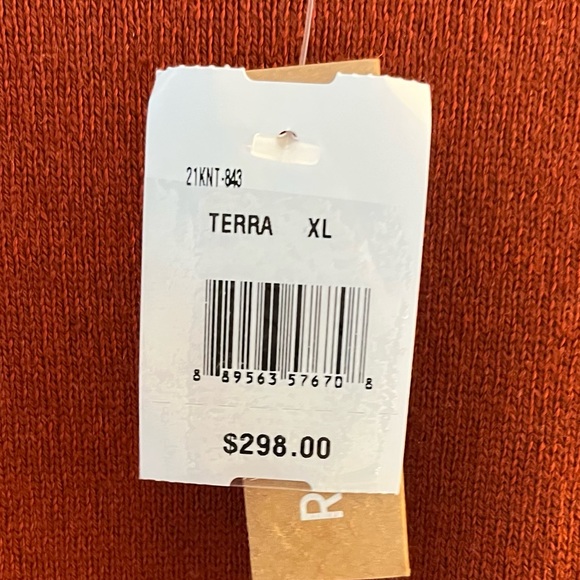 21KNT-843
TERRA XL
8 89563 57670 8
$298.00
R